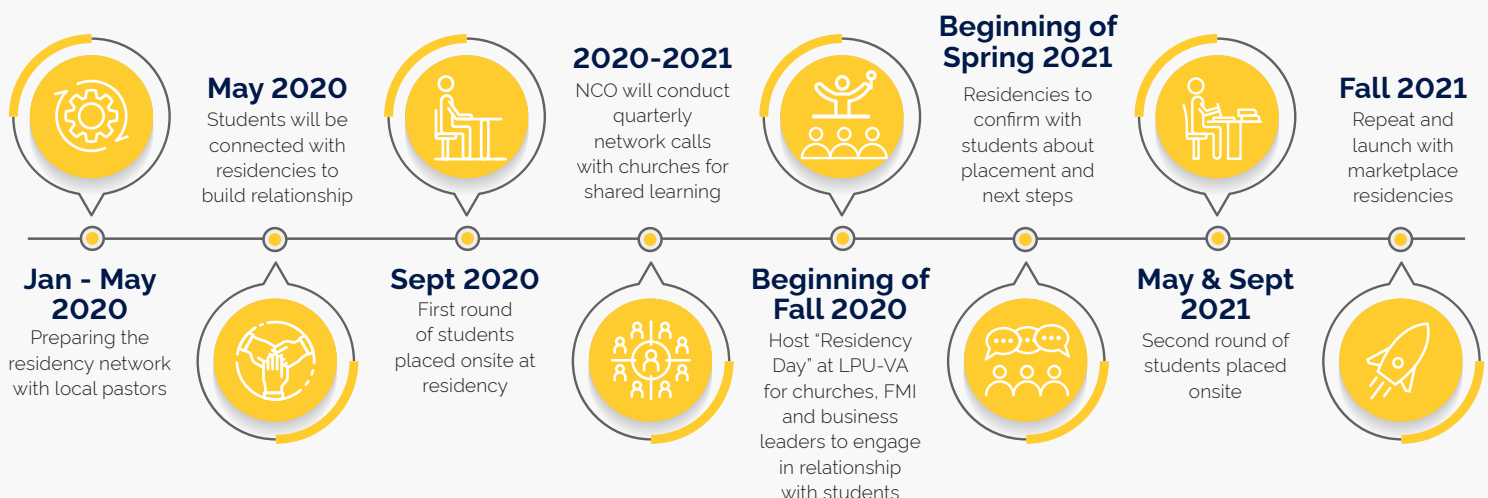 Jan - May
2020
Preparing the
residency network
with local pastors
May 2020
Students will be
connected with
residencies to
build relationship
Sept 2020
First round
of students
placed onsite at
residency
2020-2021
NCO will conduct
quarterly
network calls
with churches for
shared learning
Beginning of
Fall 2020
Host “Residency
Day” at LPU-VA
for churches, FMI
and business
leaders to engage
in relationship
with students
Beginning of
Spring 2021
Residencies to
confirm with
students about
placement and
next steps
May & Sept
2021
Second round of
students placed
onsite
Fall 2021
Repeat and
launch with
marketplace
residencies